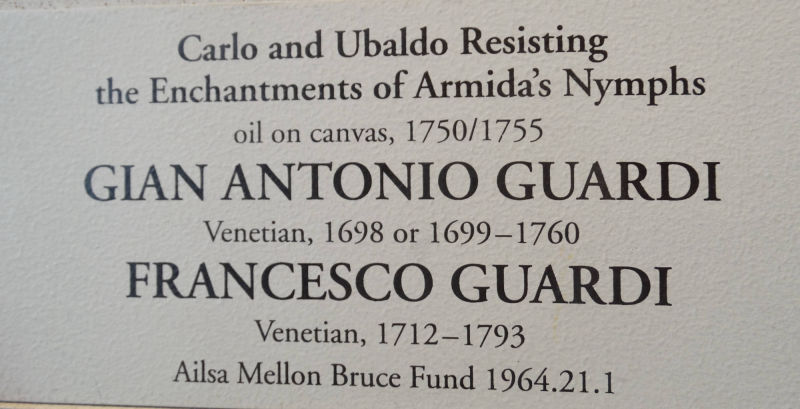 Carlo and Ubaldo Resisting
the Enchantments of Armida's Nymphs
oil on canvas, 1750/1755
GIAN ANTONIO GUARDI
Venetian, 1698 or 1699–1760
FRANCESCO GUARDI
Venetian, 1712–1793
Ailsa Mellon Bruce Fund 1964.21.1